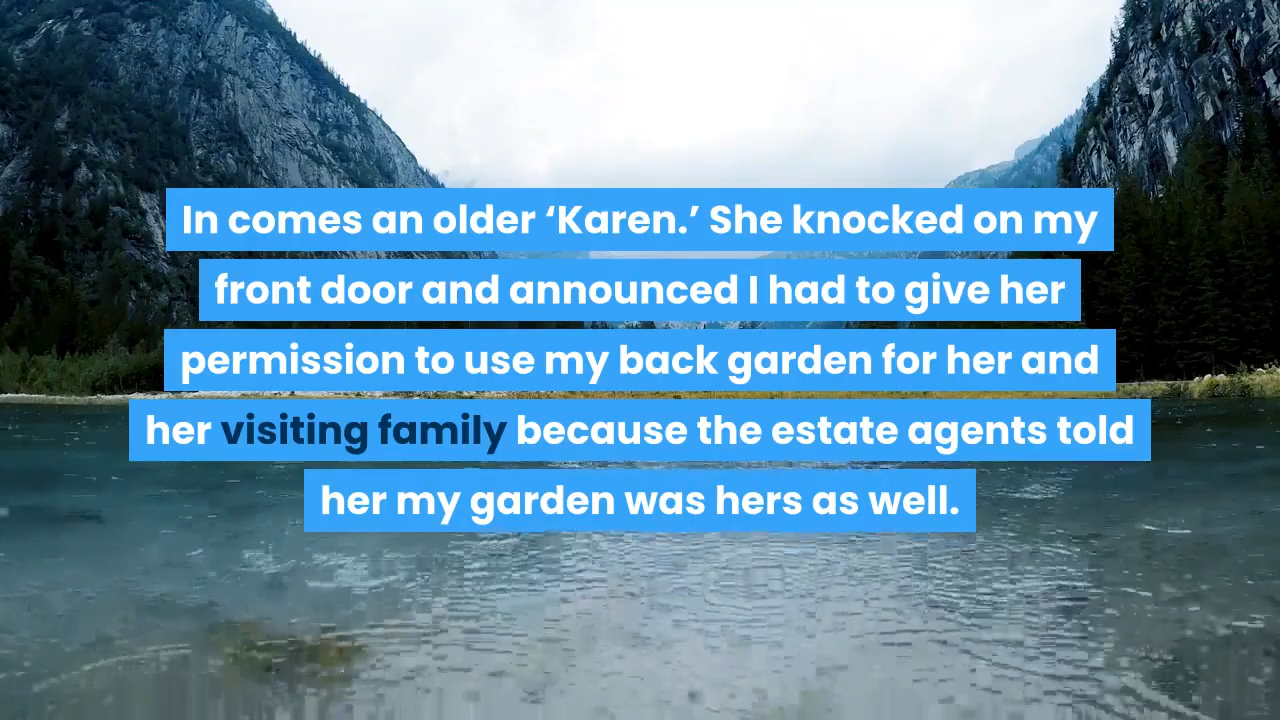 In comes an older ‘Karen.’ She knocked on my
front door and announced I had to give her
permission to use my back garden for her and
her visiting family because the estate agents told
her my garden was hers as well.